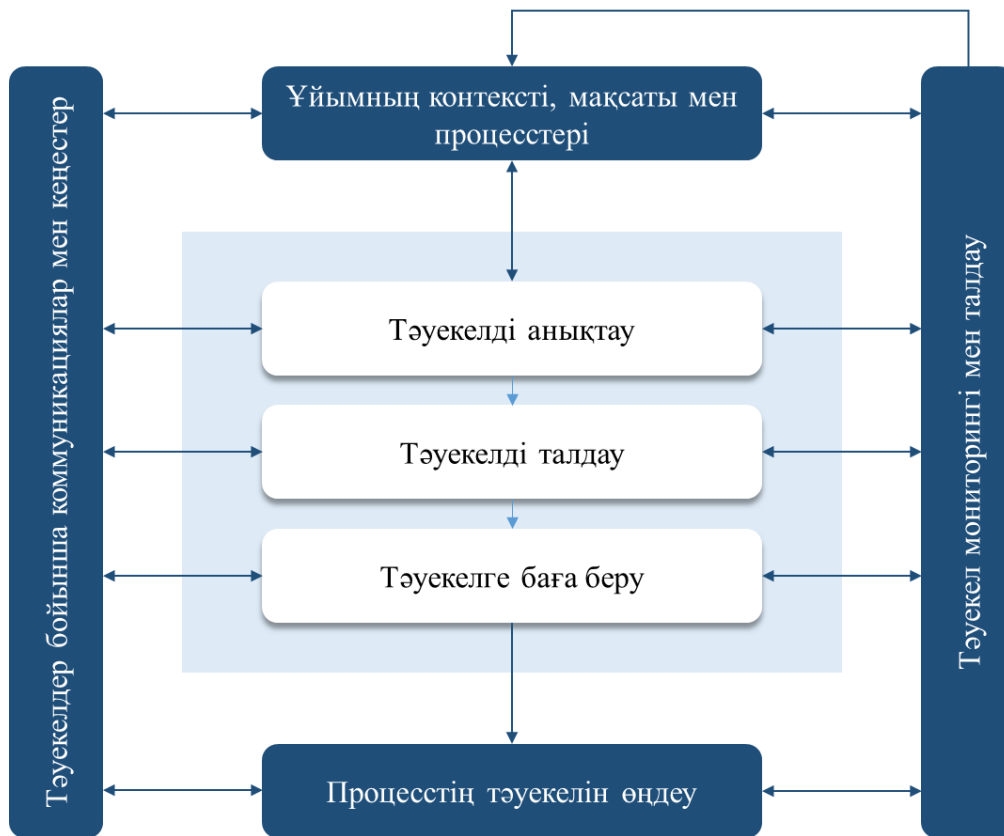 Ұйымның контексті, мақсаты мен
процесстері
Тәуекелдер бойынша коммуникациялар мен кеңестер
Тәуекелді анықтау
Тәуекелді талдау
Тәуекелге баға беру
Тәуекел мониторингі мен талдау
Процесстің тәуекелін өңдеу